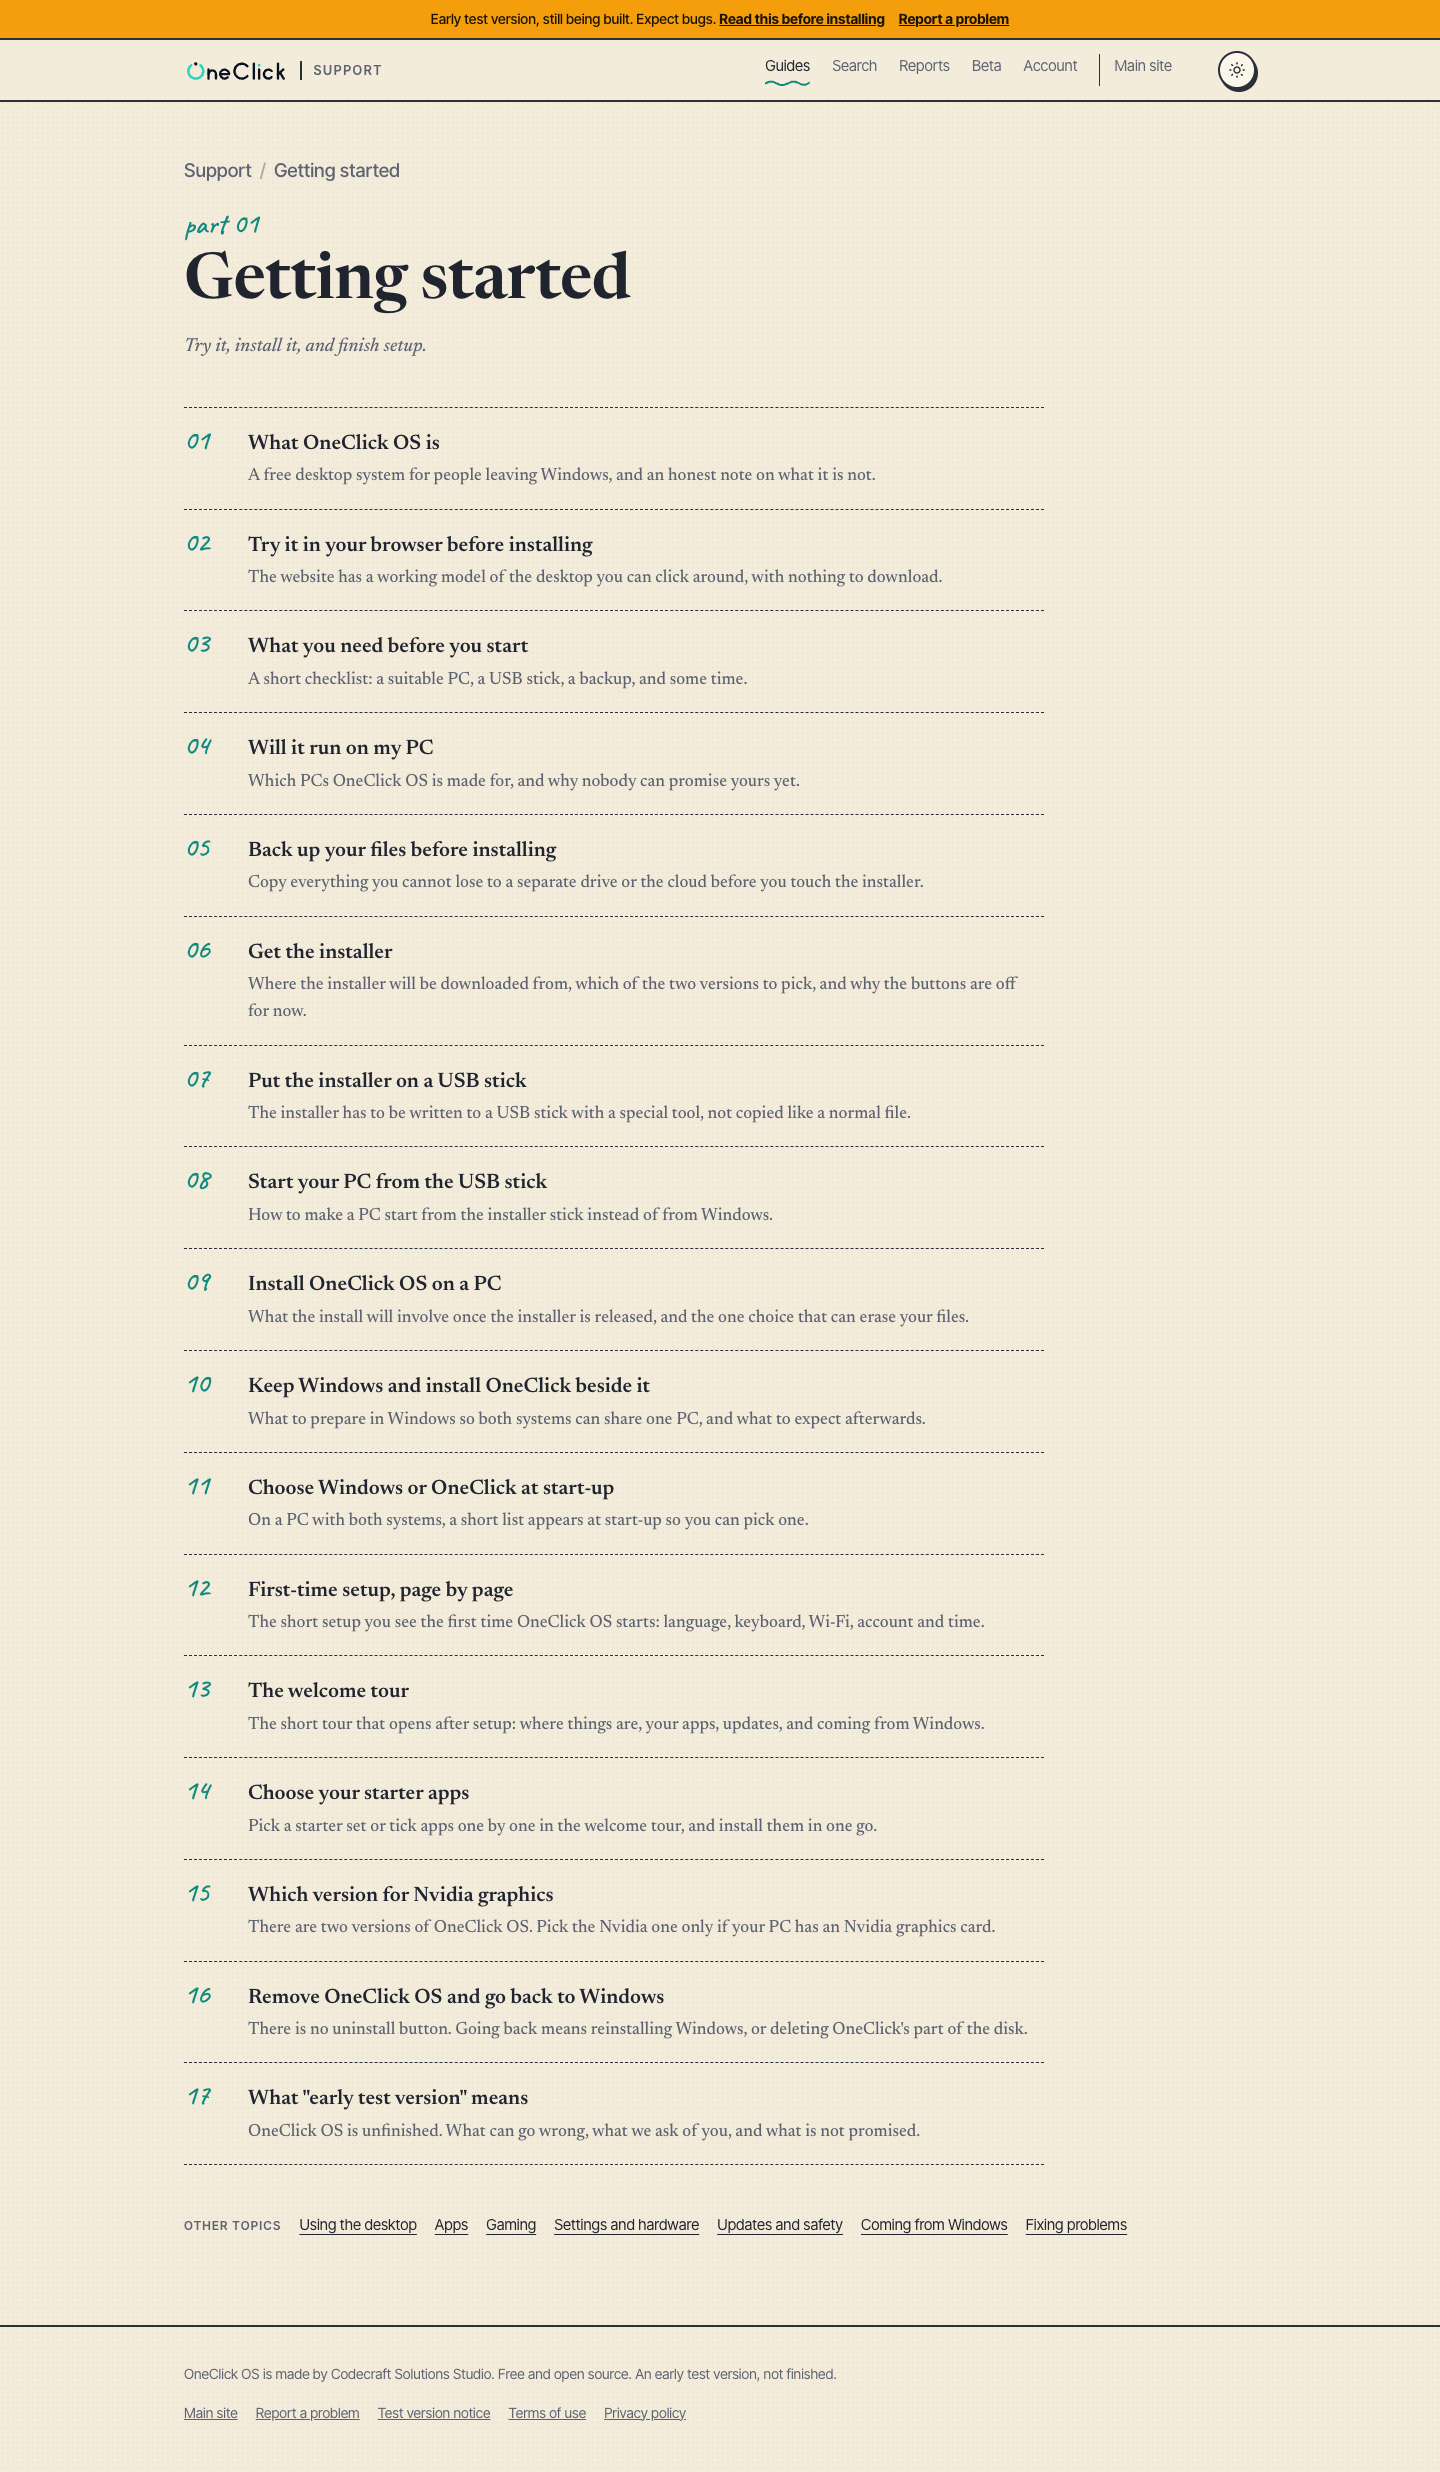 Early test version, still being built. Expect bugs. Read this before installing Report a problem
OneClick | SUPPORT
Guides Search Reports Beta Account Main site
Support / Getting started
part 01
Getting started
Try it, install it, and finish setup.
01 What OneClick OS is
A free desktop system for people leaving Windows, and an honest note on what it is not.
02 Try it in your browser before installing
The website has a working model of the desktop you can click around, with nothing to download.
03 What you need before you start
A short checklist: a suitable PC, a USB stick, a backup, and some time.
04 Will it run on my PC
Which PCs OneClick OS is made for, and why nobody can promise yours yet.
05 Back up your files before installing
Copy everything you cannot lose to a separate drive or the cloud before you touch the installer.
06 Get the installer
Where the installer will be downloaded from, which of the two versions to pick, and why the buttons are off
for now.
07 Put the installer on a USB stick
The installer has to be written to a USB stick with a special tool, not copied like a normal file.
08 Start your PC from the USB stick
How to make a PC start from the installer stick instead of from Windows.
09 Install OneClick OS on a PC
What the install will involve once the installer is released, and the one choice that can erase your files.
10 Keep Windows and install OneClick beside it
What to prepare in Windows so both systems can share one PC, and what to expect afterwards.
11 Choose Windows or OneClick at start-up
On a PC with both systems, a short list appears at start-up so you can pick one.
12 First-time setup, page by page
The short setup you see the first time OneClick OS starts: language, keyboard, Wi-Fi, account and time.
13 The welcome tour
The short tour that opens after setup: where things are, your apps, updates, and coming from Windows.
14 Choose your starter apps
Pick a starter set or tick apps one by one in the welcome tour, and install them in one go.
15 Which version for Nvidia graphics
There are two versions of OneClick OS. Pick the Nvidia one only if your PC has an Nvidia graphics card.
16 Remove OneClick OS and go back to Windows
There is no uninstall button. Going back means reinstalling Windows, or deleting OneClick's part of the disk.
17 What "early test version" means
OneClick OS is unfinished. What can go wrong, what we ask of you, and what is not promised.
OTHER TOPICS Using the desktop Apps Gaming Settings and hardware Updates and safety Coming from Windows Fixing problems
OneClick OS is made by Codecraft Solutions Studio. Free and open source. An early test version, not finished.
Main site Report a problem Test version notice Terms of use Privacy policy